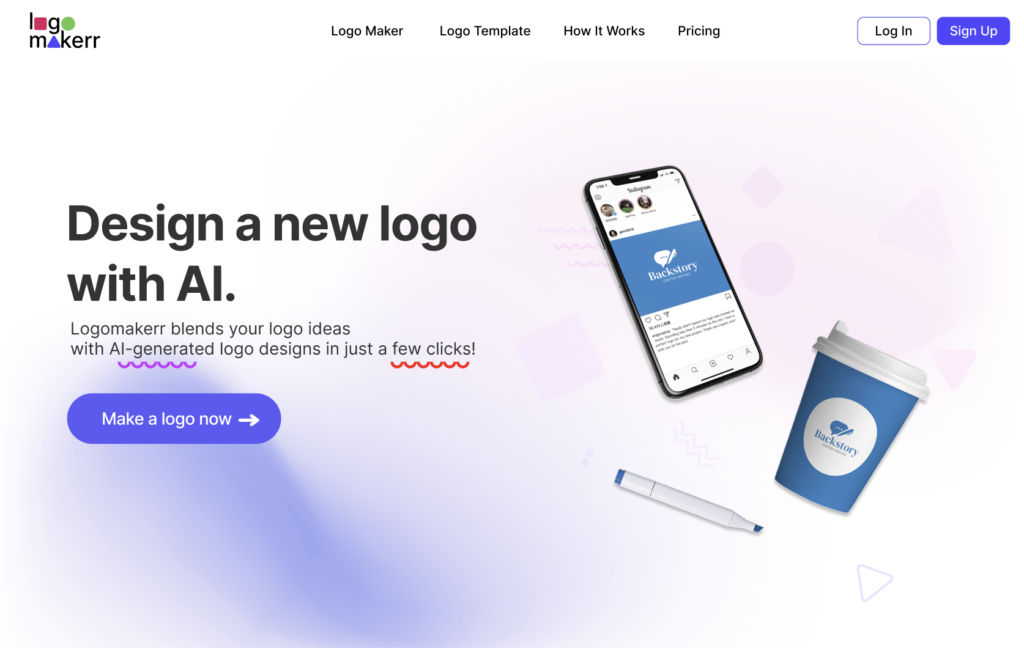 logo
makerr
Logo Maker
Logo Template
How It Works
Pricing
Log In
Sign Up
Design a new logo
with AI.
Logomakerr blends your logo ideas
with AI-generated logo designs in just a few clicks!
Make a logo now
Instagram
Backstory
Backstory